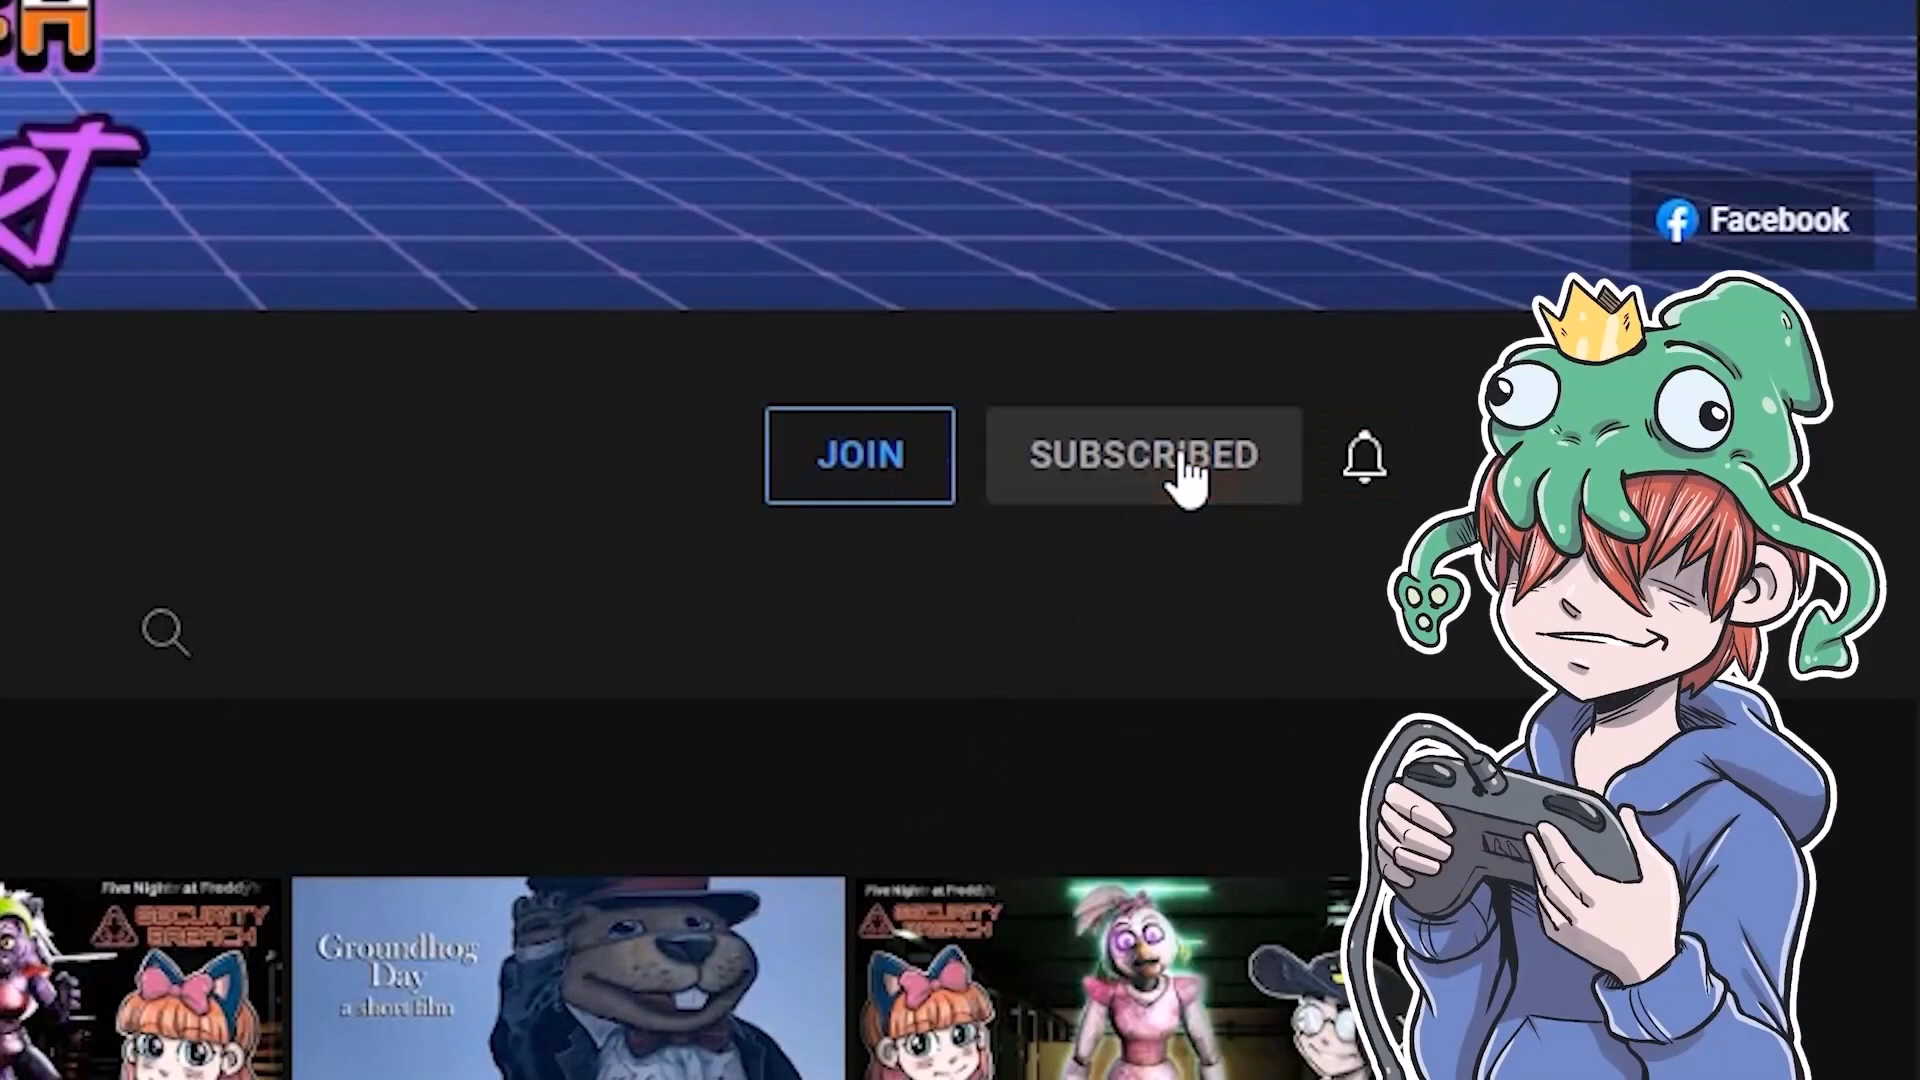 RT
Facebook
JOIN
SUBSCRIBED
Five Nights at Freddy's
SECURITY
BREACH
Groundhog
Day
a short film
Five Nights at Freddy's
SECURITY
BREACH